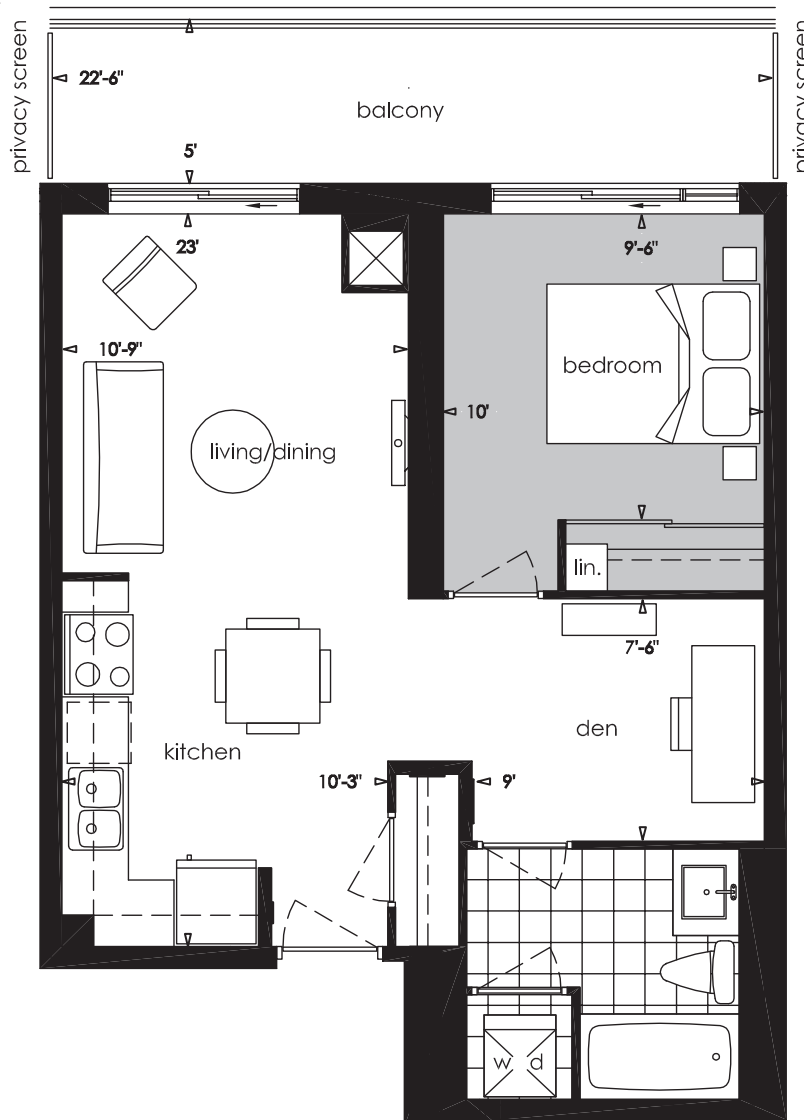 privacy screen
privacy screen
22'-6"
balcony
5'
23'
9'-6"
10'-9"
bedroom
10'
living/dining
lin.
7'-6"
den
kitchen
10'-3"
9'
w d